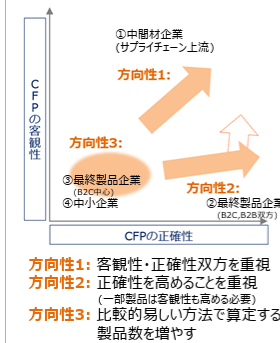 ①中間材企業
(サプライチェーン上流)
方向性1:
CFPの客観性
方向性3:
③最終製品企業
(B2C中心)
④中小企業
方向性2:
②最終製品企業
(B2C,B2B双方)
CFPの正確性
方向性1: 客観性・正確性双方を重視
方向性2: 正確性を高めることを重視
(一部製品は客観性も高める必要)
方向性3: 比較的易しい方法で算定する
製品数を増やす